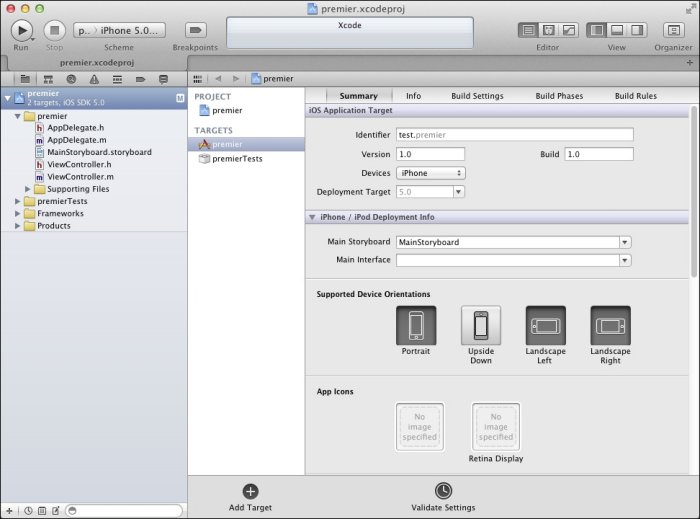 premier.xcodeproj
p... iPhone 5.0...
Xcode
Run
Stop
Scheme
Breakpoints
Editor
View
Organizer
premier.xcodeproj
premier
premier
2 targets, iOS SDK 5.0
M
premier
AppDelegate.h
AppDelegate.m
MainStoryboard.storyboard
ViewController.h
ViewController.m
Supporting Files
premierTests
Frameworks
Products
PROJECT
premier
TARGETS
premier
premierTests
Summary
Info
Build Settings
Build Phases
Build Rules
iOS Application Target
Identifier test.premier
Version 1.0 Build 1.0
Devices iPhone
Deployment Target 5.0
iPhone / iPod Deployment Info
Main Storyboard MainStoryboard
Main Interface
Supported Device Orientations
Portrait
Upside
Down
Landscape
Left
Landscape
Right
App Icons
No
image
specified
No
image
specified
Retina Display
Add Target
Validate Settings